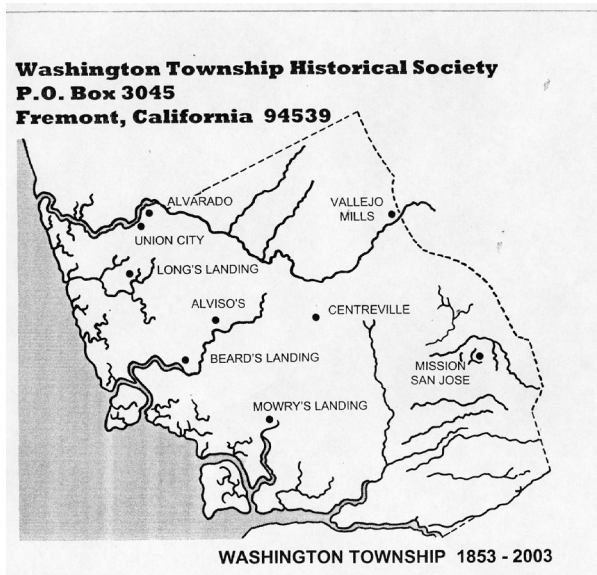 Washington Township Historical Society
P.O. Box 3045
Fremont, California 94539
ALVARADO
VALLEJO
MILLS
UNION CITY
LONG'S LANDING
ALVISO'S
CENTREVILLE
BEARD'S LANDING
MISSION
SAN JOSE
MOWRY'S LANDING
WASHINGTON TOWNSHIP 1853 - 2003